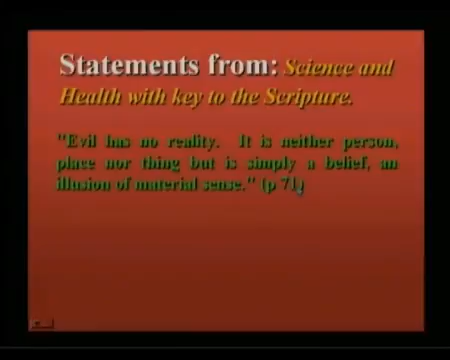 Statements from: Science and
Health with key to the Scripture.
"Evil has no reality. It is neither person,
place nor thing but is simply a belief, an
illusion of material sense." (p 71)